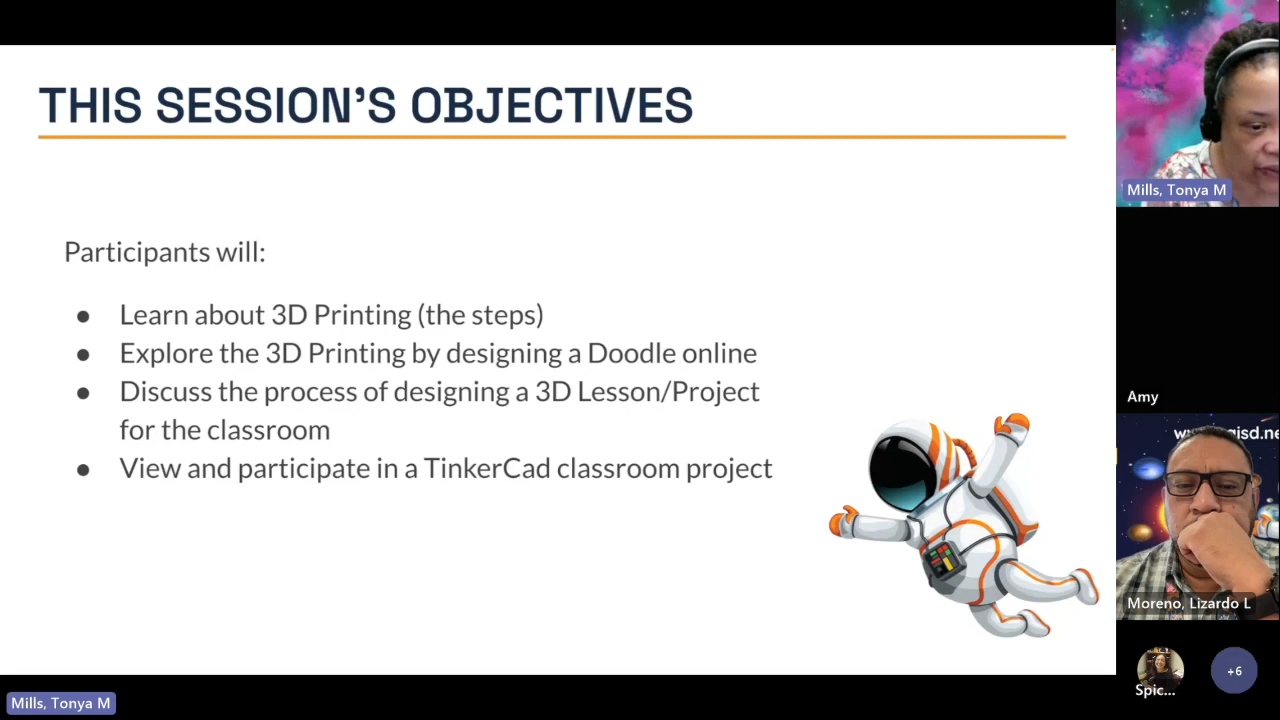 THIS SESSION'S OBJECTIVES
Participants will:
● Learn about 3D Printing (the steps)
● Explore the 3D Printing by designing a Doodle online
● Discuss the process of designing a 3D Lesson/Project
for the classroom
● View and participate in a TinkerCad classroom project
Mills, Tonya M
Mills, Tonya M
Amy
Moreno, Lizardo L
Spic...
+6